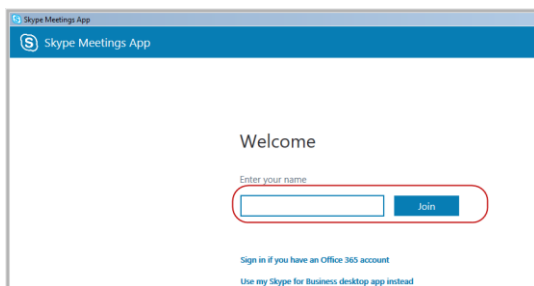 Skype Meetings App
Skype Meetings App
Welcome
Enter your name
Join
Sign in if you have an Office 365 account
Use my Skype for Business desktop app instead